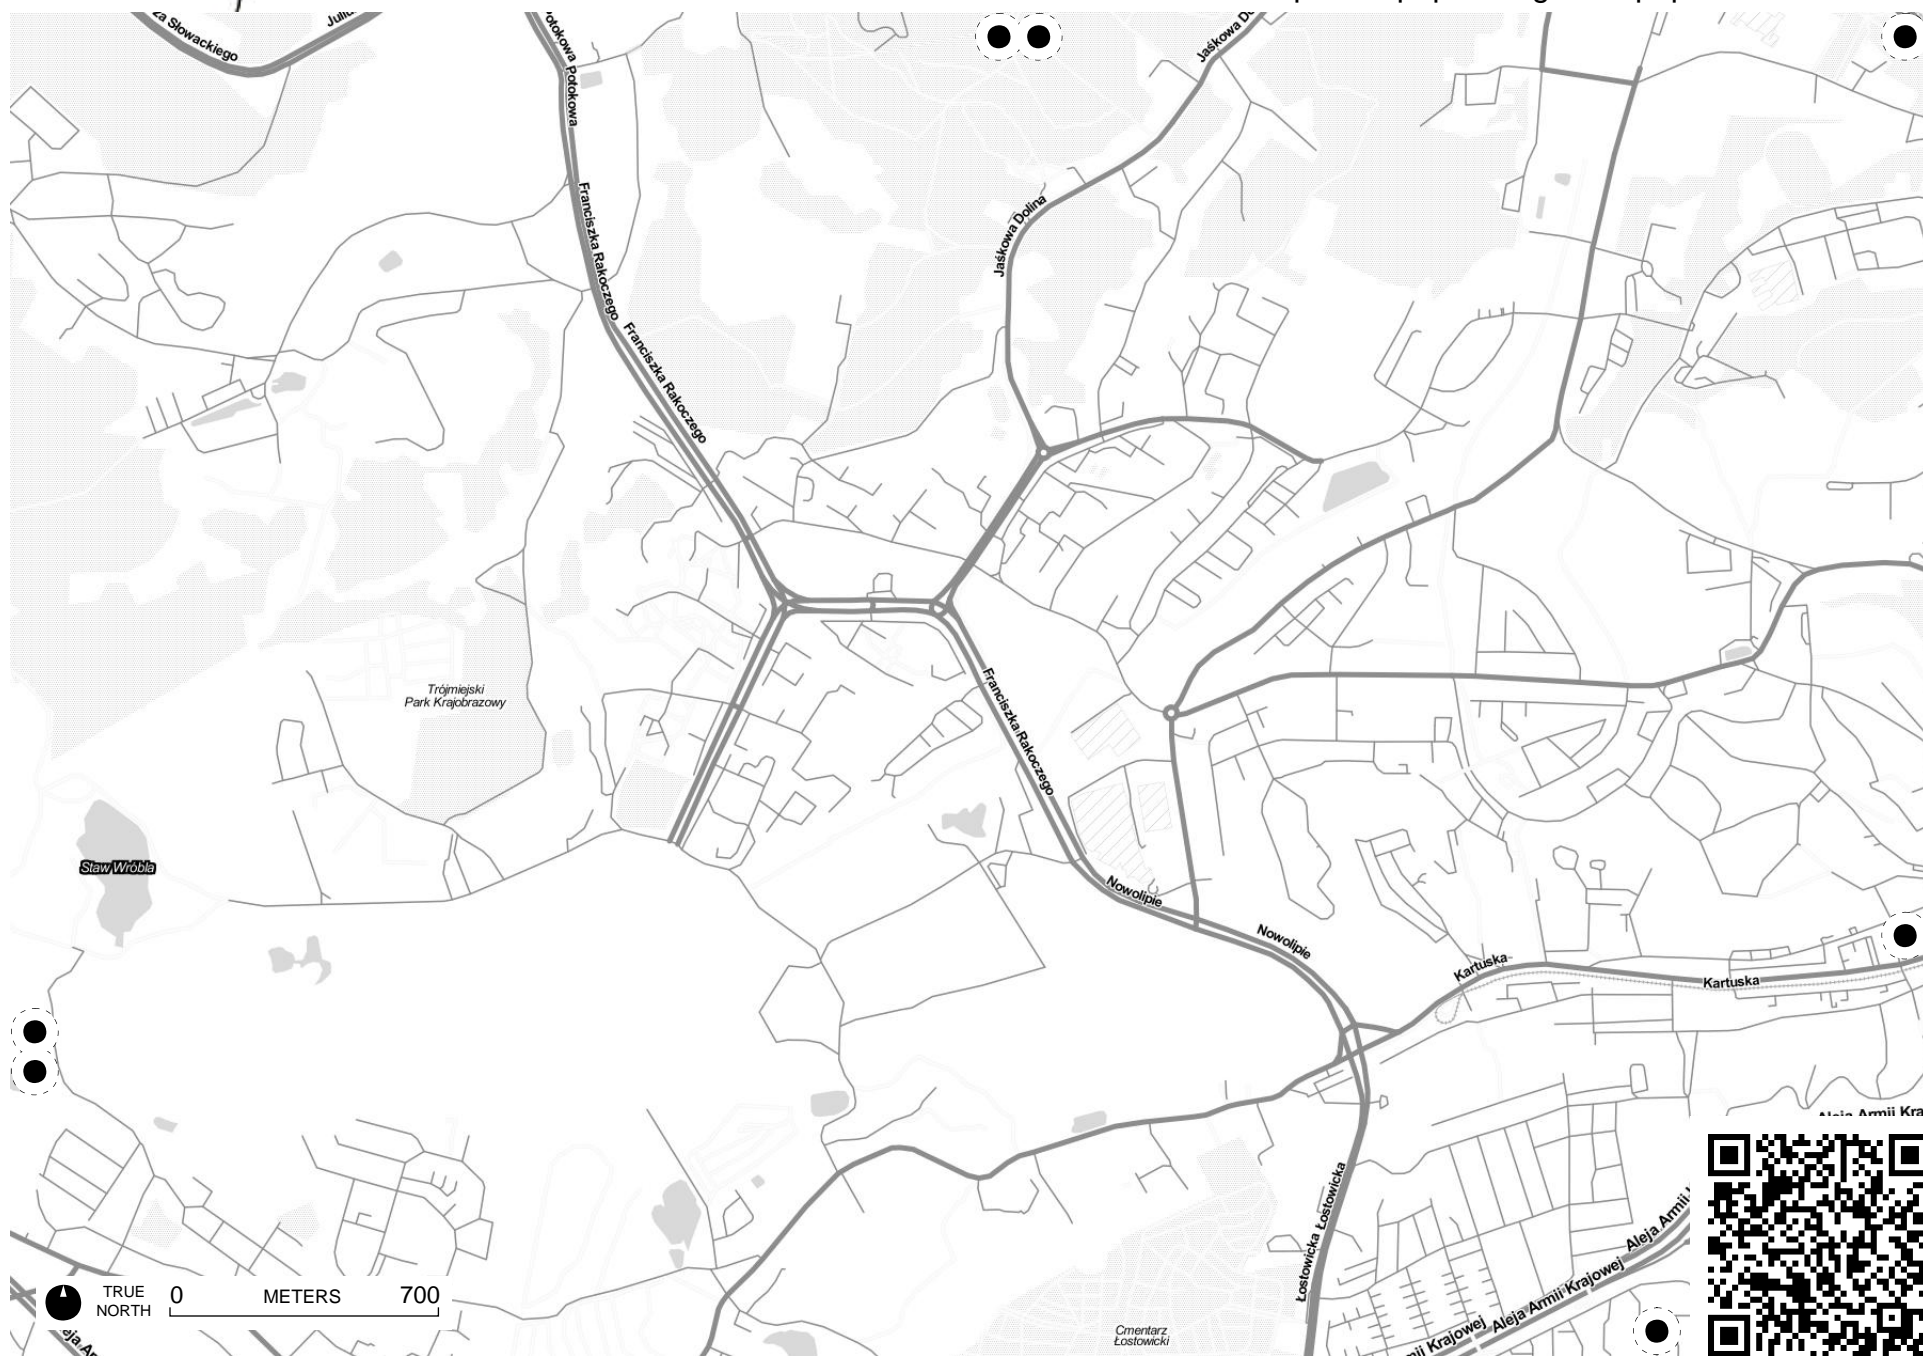 Słowackiego
Potokowa
Potokowa
Jaśkowa
Franciszka Rakoczego
Jaśkowa Dolina
Franciszka Rakoczego
Trójmiejski
Park Krajobrazowy
Franciszka Rakoczego
Staw Wróbla
Nowolipie
Nowolipie
Kartuska
Kartuska
Aleja Armii
Łostowicka
Łostowicka
Aleja Armii
Aleja Armii Krajowej
Krajowej
TRUE
NORTH
0 METERS 700
Cmentarz
Łostowicki